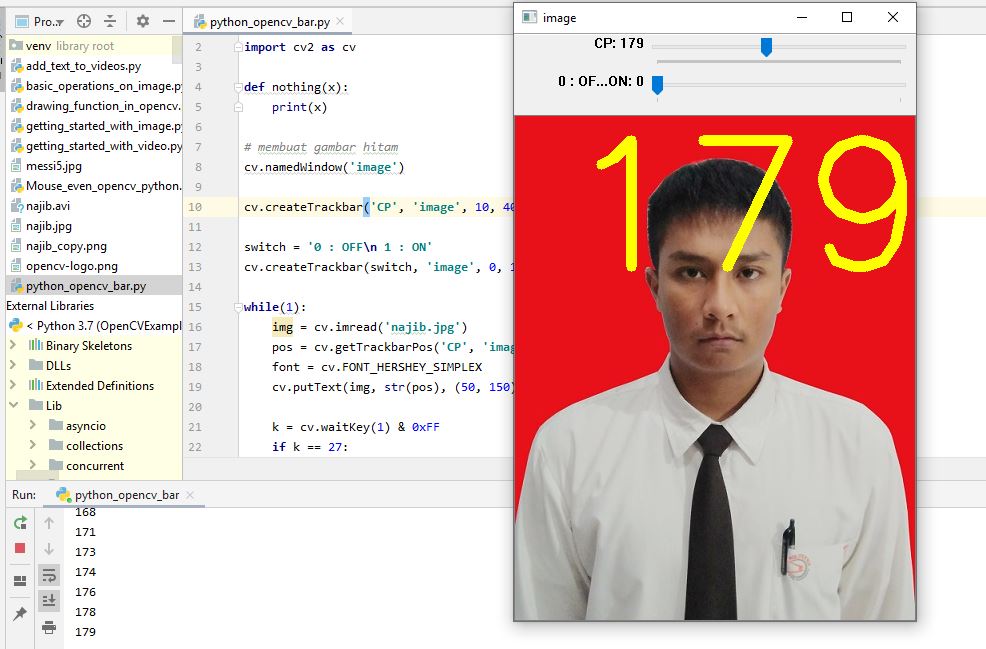 Pro..
python_opencv_bar.py
venv library root
add_text_to_videos.py
basic_operations_on_image.py
drawing_function_in_opencv.
getting_started_with_image.py
getting_started_with_video.py
messi5.jpg
Mouse_even_opencv_python.
najib.avi
najib.jpg
najib_copy.png
opencv-logo.png
python_opencv_bar.py
External Libraries
< Python 3.7 (OpenCVExampl
Binary Skeletons
DLLs
Extended Definitions
Lib
asyncio
collections
concurrent
2 import cv2 as cv
3
4 def nothing(x):
5 print(x)
6
7 # membuat gambar hitam
8 cv.namedWindow('image')
9
10 cv.createTrackbar('CP', 'image', 10, 40
11
12 switch = '0 : OFF\n 1 : ON'
13 cv.createTrackbar(switch, 'image', 0, 1
14
15 while(1):
16 img = cv.imread('najib.jpg')
17 pos = cv.getTrackbarPos('CP', 'imag
18 font = cv.FONT_HERSHEY_SIMPLEX
19 cv.putText(img, str(pos), (50, 150)
20
21 k = cv.waitKey(1) & 0xFF
22 if k == 27:
image
CP: 179
0 : OF...ON: 0
179
Run: python_opencv_bar
168
171
173
174
176
178
179